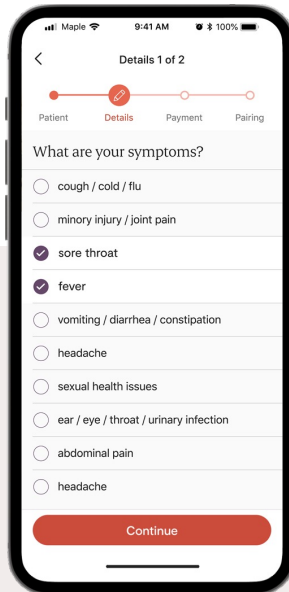 Maple 9:41 AM 100%
Details 1 of 2
Patient Details Payment Pairing
What are your symptoms?
cough / cold / flu
minory injury / joint pain
sore throat
fever
vomiting / diarrhea / constipation
headache
sexual health issues
ear / eye / throat / urinary infection
abdominal pain
headache
Continue